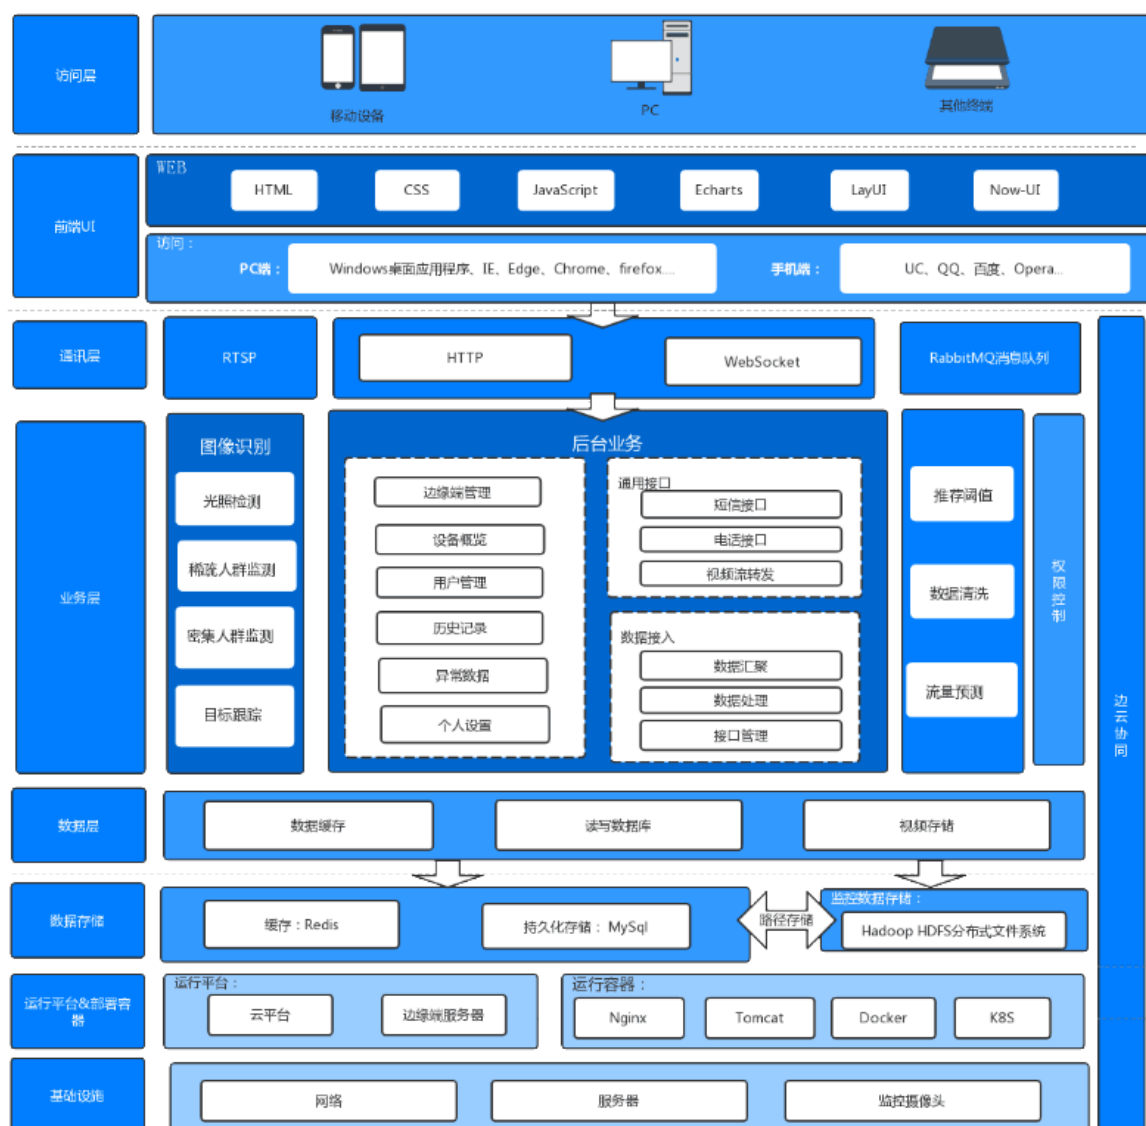 访问层
移动设备
PC
其他终端
前端UI
WEB
HTML
CSS
JavaScript
Echarts
LayUI
Now-UI
访问：
PC端：
Windows桌面应用程序、IE、Edge、Chrome、firefox....
手机端：
UC、QQ、百度、Opera...
通讯层
RTSP
HTTP
WebSocket
RabbitMQ消息队列
业务层
图像识别
光照检测
稀疏人群监测
密集人群监测
目标跟踪
后台业务
边缘端管理
设备概览
用户管理
历史记录
异常数据
个人设置
通用接口
短信接口
电话接口
视频流转发
数据接入
数据汇聚
数据处理
接口管理
推荐阈值
数据清洗
流量预测
权限控制
边云协同
数据层
数据缓存
读写数据库
视频存储
数据存储
缓存：Redis
持久化存储： MySql
路径存储
监控数据存储：
Hadoop HDFS分布式文件系统
运行平台&部署容
器
运行平台：
云平台
边缘端服务器
运行容器：
Nginx
Tomcat
Docker
K8S
基础设施
网络
服务器
监控摄像头